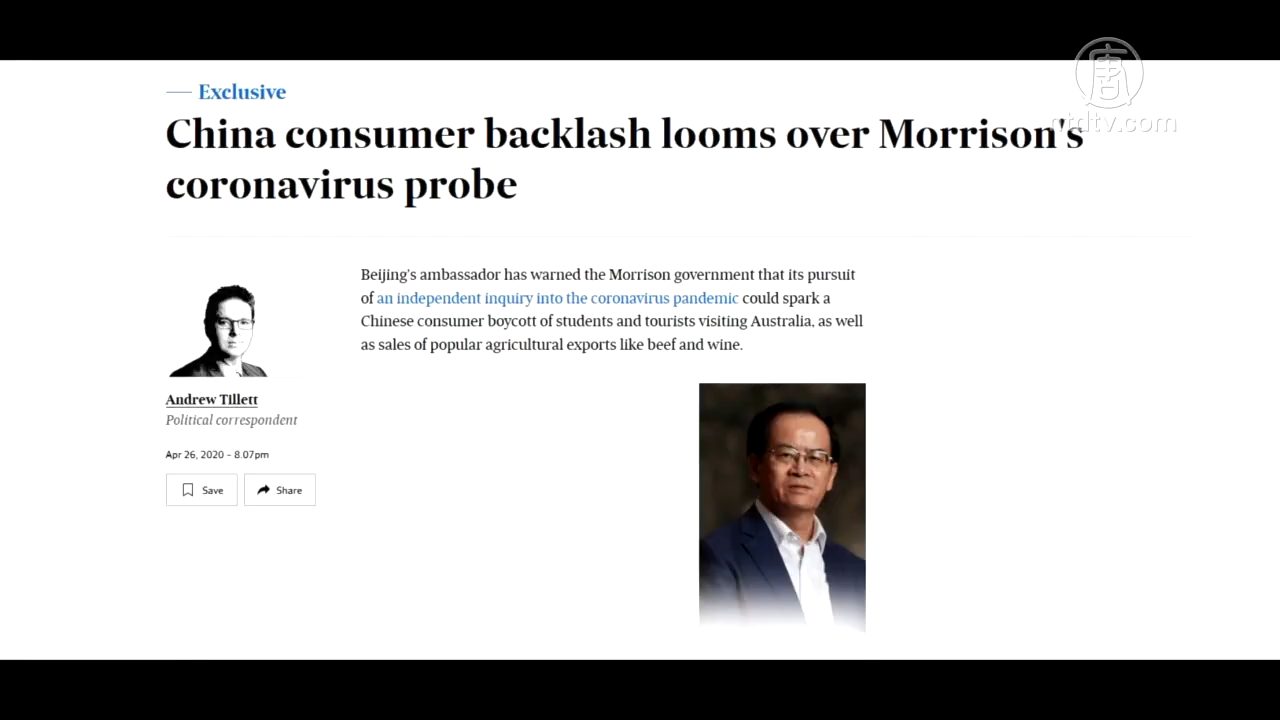 Exclusive
China consumer backlash looms over Morrison's
coronavirus probe
唐
ntdtv.com
Beijing's ambassador has warned the Morrison government that its pursuit
of an independent inquiry into the coronavirus pandemic could spark a
Chinese consumer boycott of students and tourists visiting Australia, as well
as sales of popular agricultural exports like beef and wine.
Andrew Tillett
Political correspondent
Apr 26, 2020 – 8.07pm
Save
Share